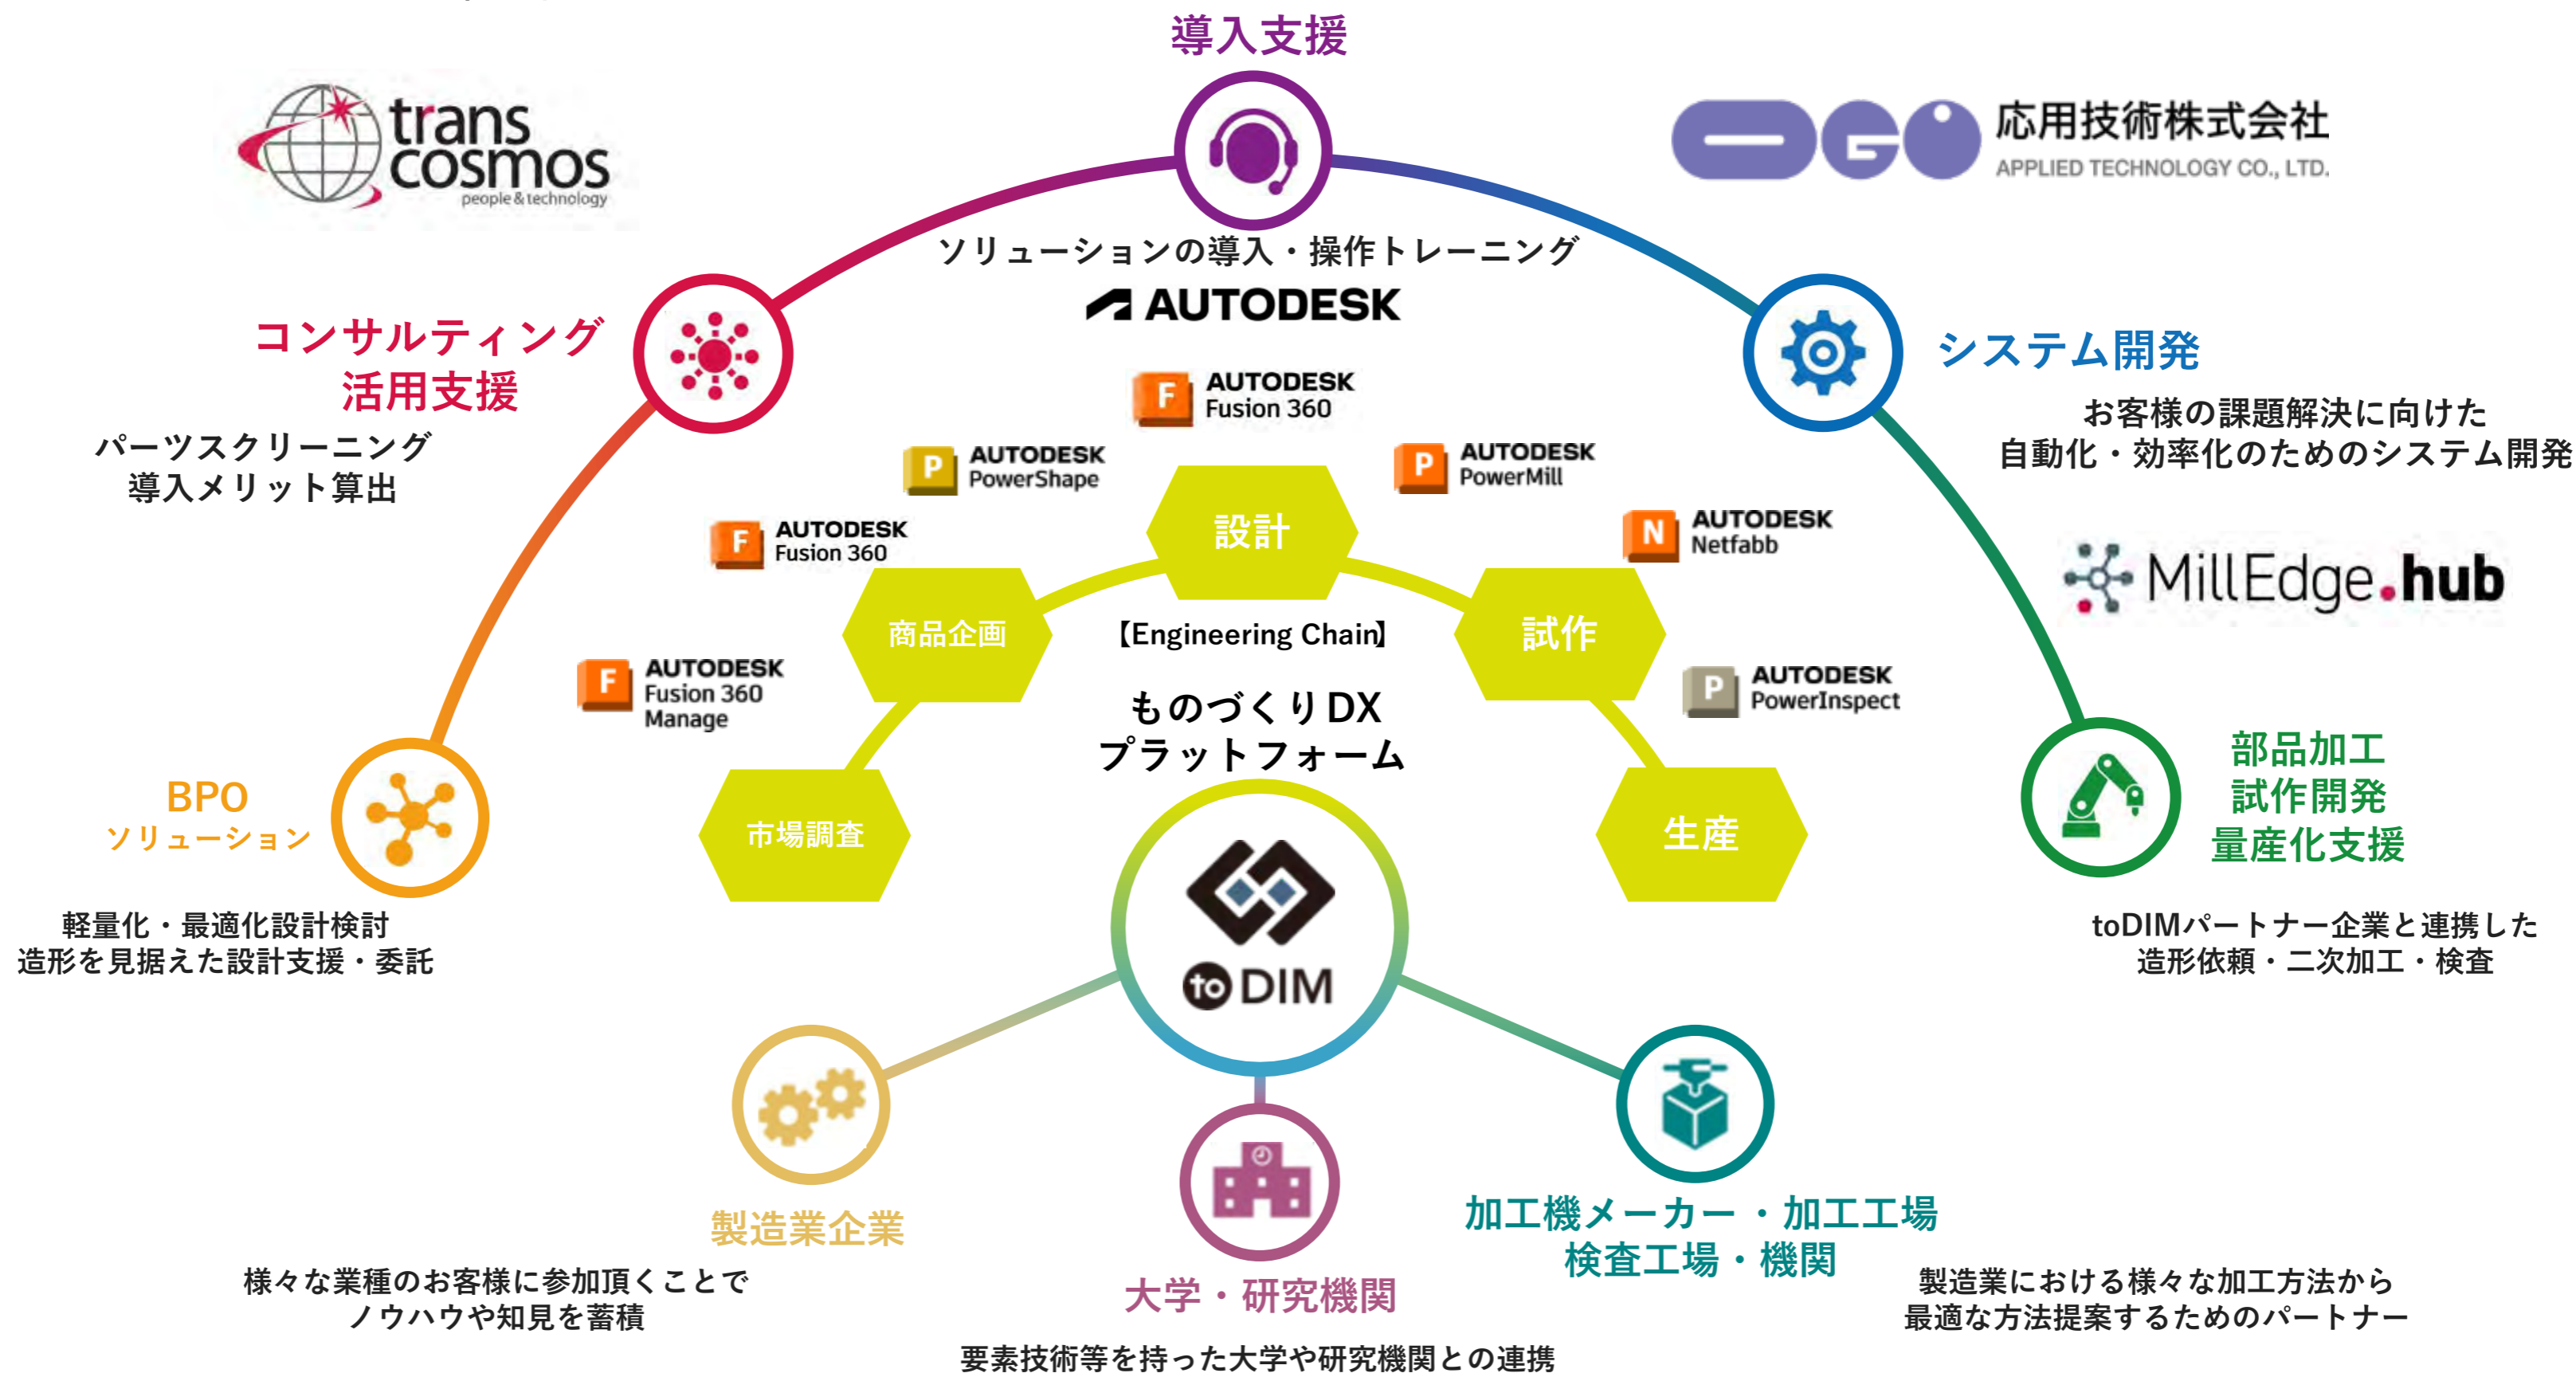 導入支援
trans
cosmos
people & technology
OGI
応用技術株式会社
APPLIED TECHNOLOGY CO., LTD.
ソリューションの導入・操作トレーニング
AUTODESK
コンサルティング
活用支援
パーツスクリーニング
導入メリット算出
システム開発
お客様の課題解決に向けた
自動化・効率化のためのシステム開発
F AUTODESK
Fusion 360
P AUTODESK
PowerShape
P AUTODESK
PowerMill
F AUTODESK
Fusion 360
N AUTODESK
Netfabb
F AUTODESK
Fusion 360
Manage
P AUTODESK
PowerInspect
MillEdge.hub
設計
商品企画
試作
市場調査
生産
【Engineering Chain】
ものづくりDX
プラットフォーム
to DIM
BPO
ソリューション
軽量化・最適化設計検討
造形を見据えた設計支援・委託
部品加工
試作開発
量産化支援
toDIMパートナー企業と連携した
造形依頼・二次加工・検査
製造業企業
様々な業種のお客様に参加頂くことで
ノウハウや知見を蓄積
大学・研究機関
要素技術等を持った大学や研究機関との連携
加工機メーカー・加工工場
検査工場・機関
製造業における様々な加工方法から
最適な方法提案するためのパートナー